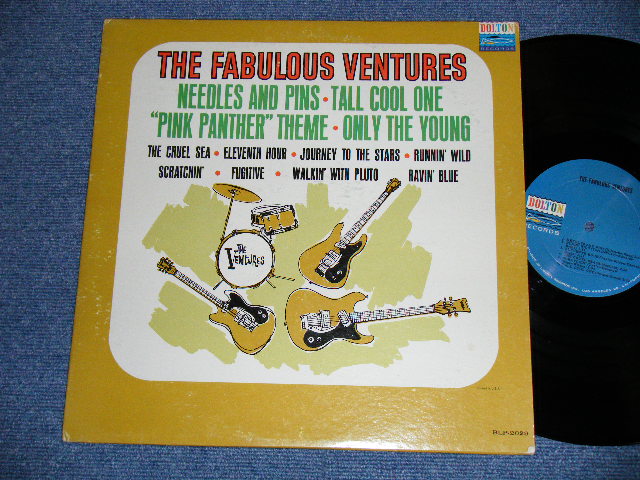 DOLTON
RECORDS
THE FABULOUS VENTURES
NEEDLES AND PINS • TALL COOL ONE
"PINK PANTHER" THEME • ONLY THE YOUNG
THE CRUEL SEA • ELEVENTH HOUR • JOURNEY TO THE STARS • RUNNIN' WILD
SCRATCHIN' • FUGITIVE • WALKIN' WITH PLUTO RAVIN' BLUE
THE VENTURES
DOLTON
RECORDS
THE FABULOUS VENTURES